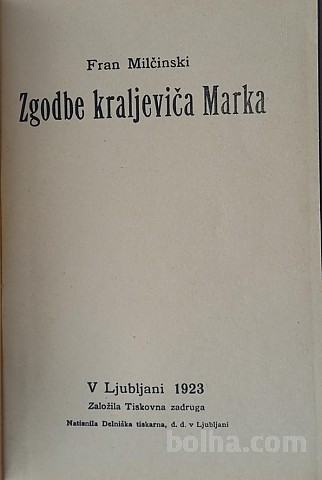 Fran Milčinski
Zgodbe kraljeviča Marka
V Ljubljani 1923
Založila Tiskovna zadruga
Natisnila Delniška tiskarna, d. d. v Ljubljani
bolha.com